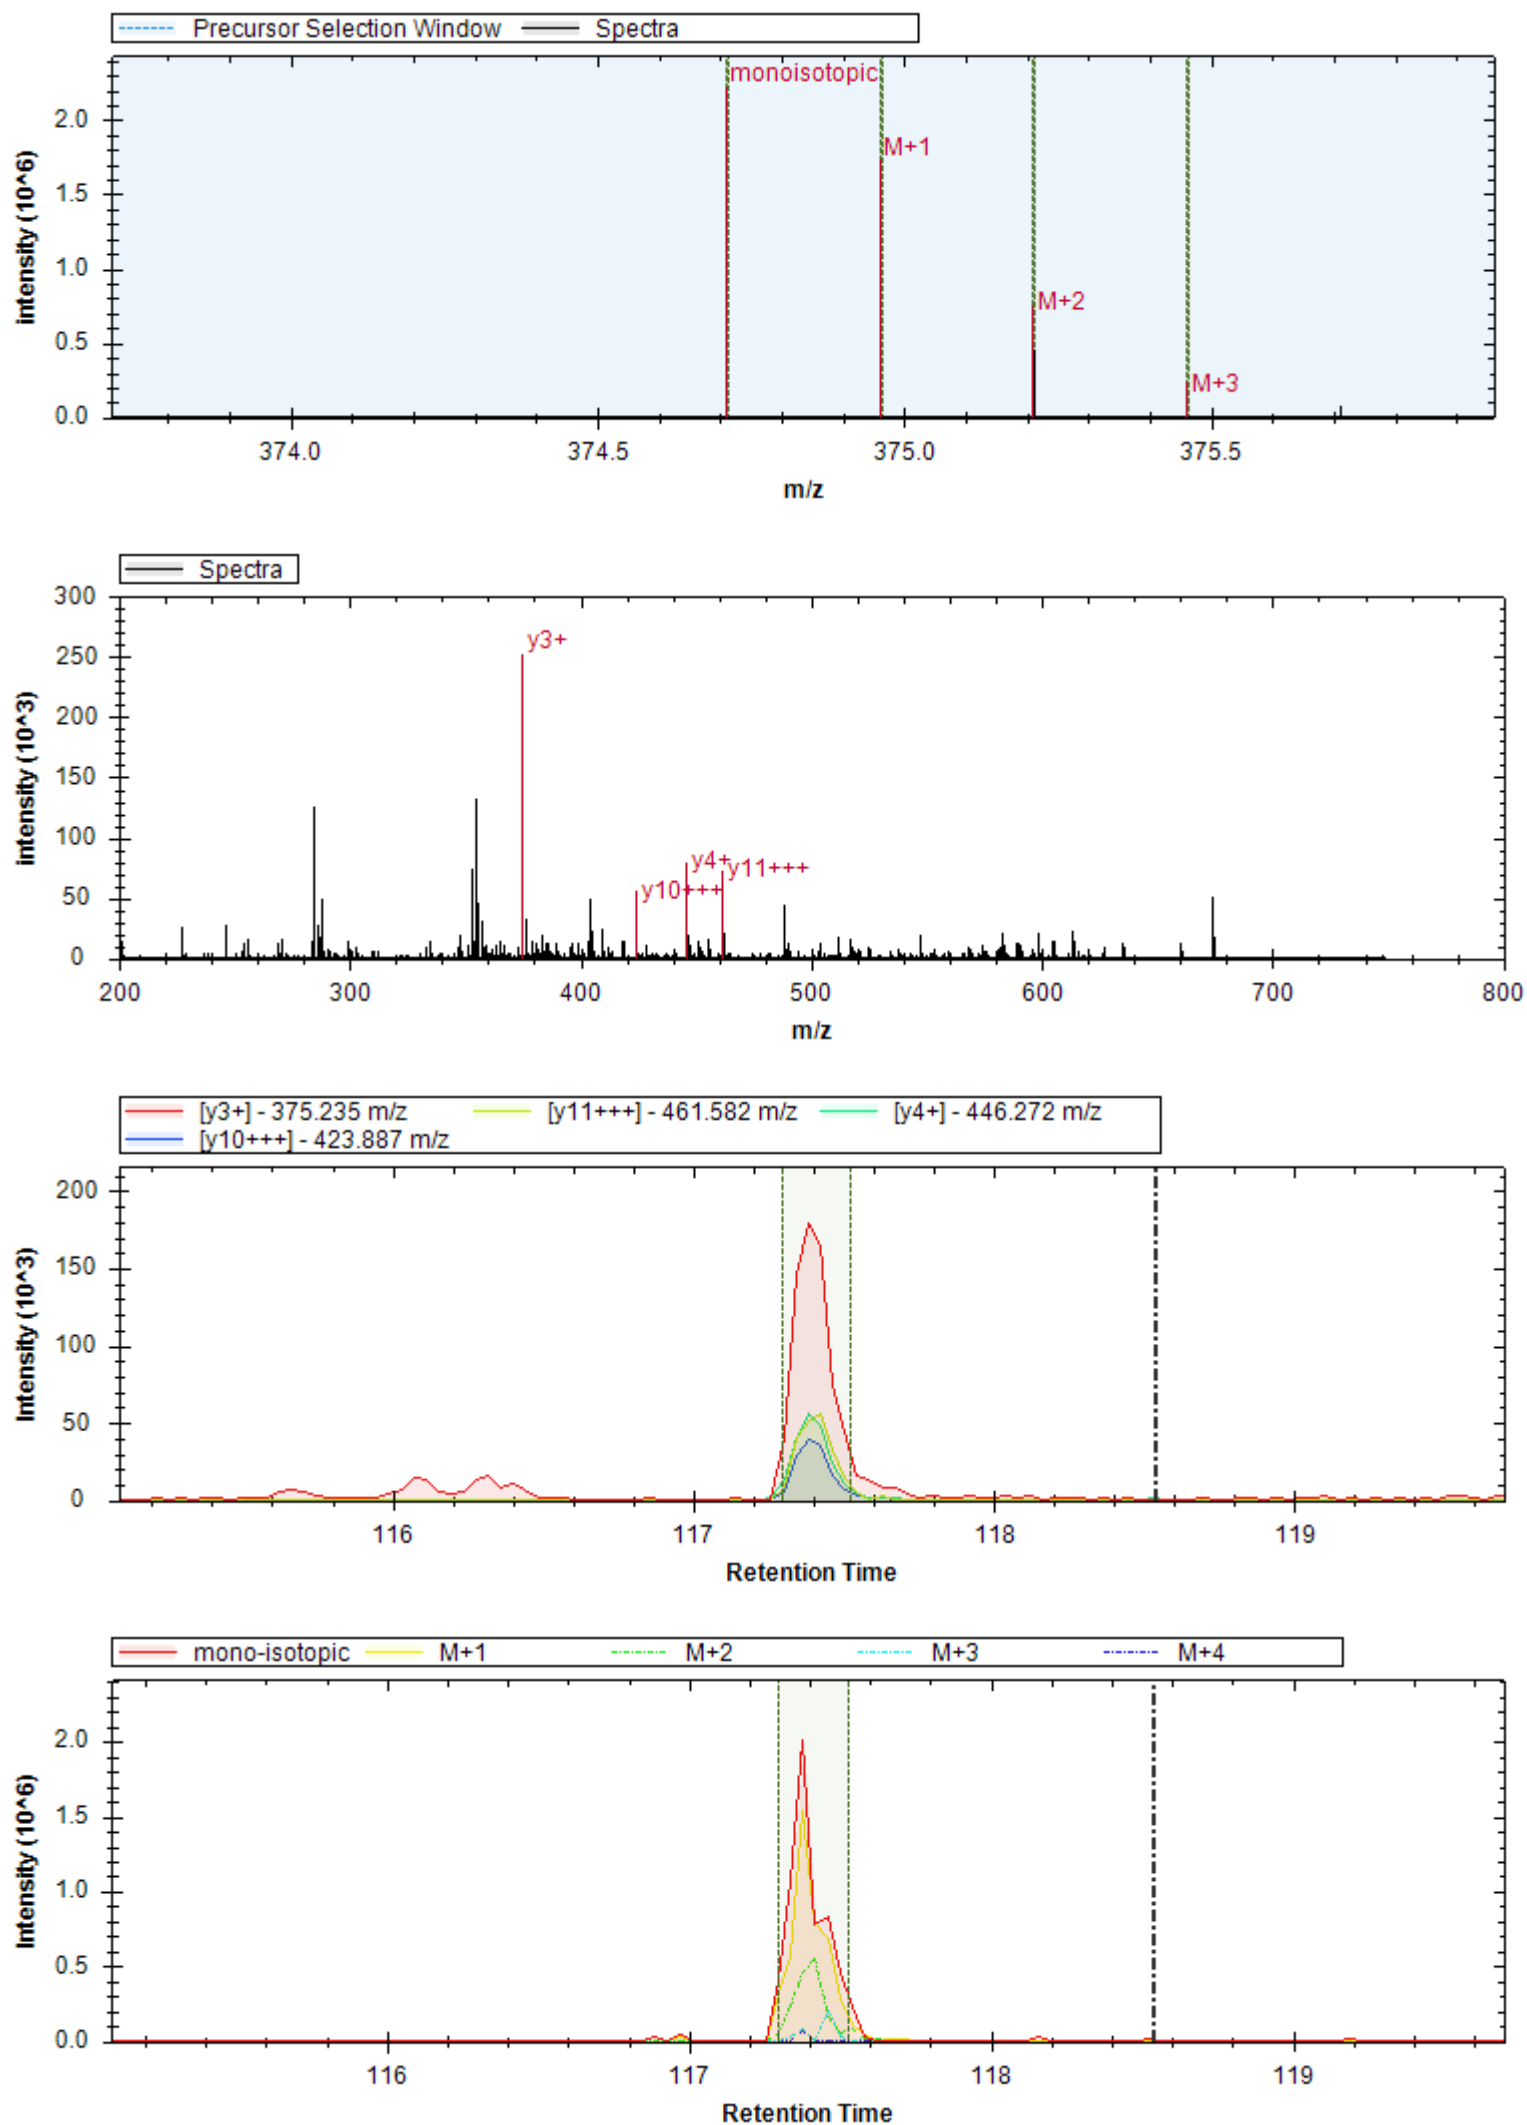 Precursor Selection Window Spectra
monoisotopic
2.0
M+1
1.5
1.0
M+2
0.5
M+3
0.0
intensity (10^6)
374.0 374.5 375.0 375.5
m/z
Spectra
300
y3+
250
200
150
100
y4+ y11+++
y10+++
50
0
intensity (10^3)
200 300 400 500 600 700 800
m/z
[y3+] - 375.235 m/z [y11+++] - 461.582 m/z [y4+] - 446.272 m/z
[y10+++] - 423.887 m/z
200
150
100
50
0
Intensity (10^3)
116 117 118 119
Retention Time
mono-isotopic M+1 M+2 M+3 M+4
2.0
1.5
1.0
0.5
0.0
Intensity (10^6)
116 117 118 119
Retention Time